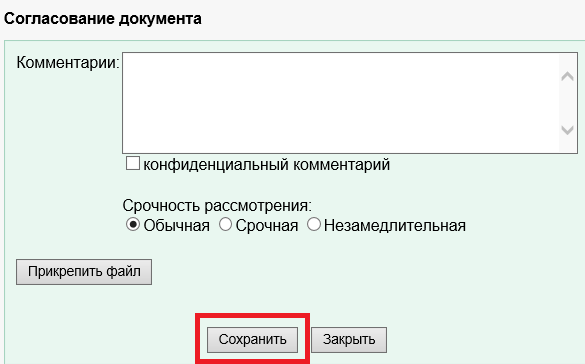 Согласование документа
Комментарии:
конфиденциальный комментарий
Срочность рассмотрения:
Обычная Срочная Незамедлительная
Прикрепить файл
Сохранить Закрыть